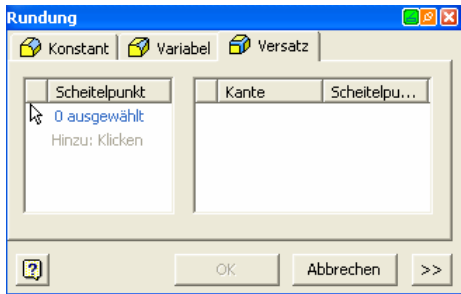 Rundung
Konstant Variabel Versatz
Scheitelpunkt Kante Scheitelpu...
0 ausgewählt
Hinzu: Klicken
? OK Abbrechen >>